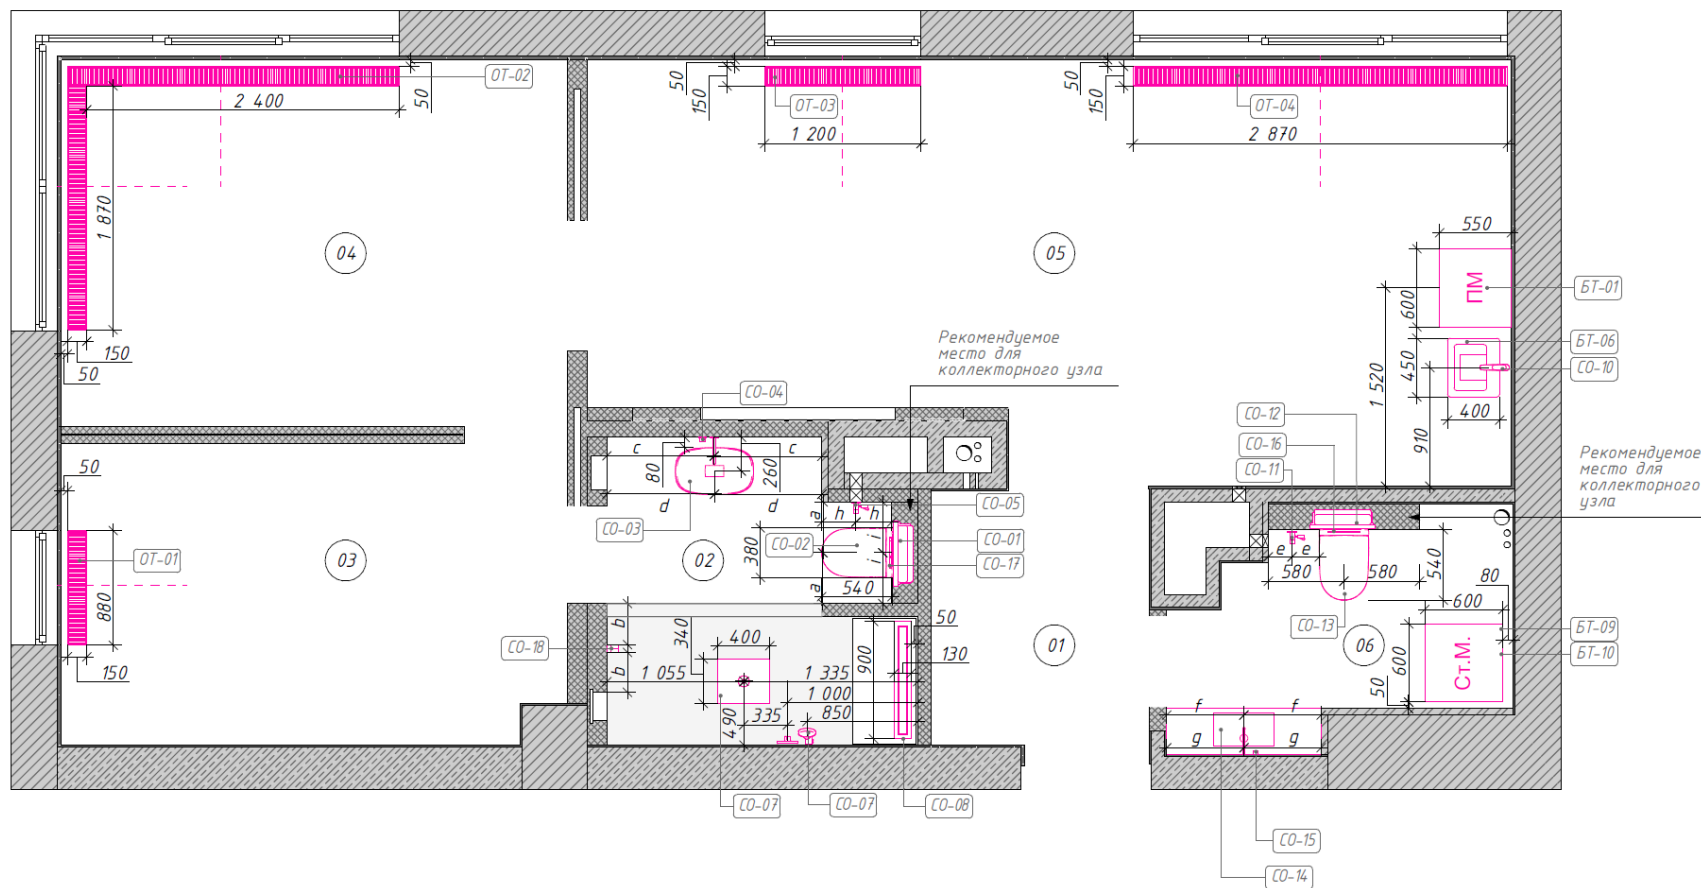 ОТ-02
50
2 400
1 870
150
50
04
50
150
ОТ-03
1 200
50
150
ОТ-04
2 870
05
550
600
ПМ
БТ-01
1 520
450
БТ-06
СО-10
400
910
Рекомендуемое
место для
коллекторного узла
СО-04
c
c
80
260
d
d
СО-03
СО-12
СО-16
СО-11
Рекомендуемое
место для
коллекторного
узла
50
ОТ-01
880
150
03
02
a
h
h
СО-05
380
СО-02
i
i
СО-01
СО-17
a
540
e
e
580
580
540
80
600
СО-13
06
600
Ст.М.
БТ-09
БТ-10
50
СО-18
b
b
340
400
1 055
1 335
1 000
335
850
490
900
50
130
01
f
f
g
g
СО-07
СО-07
СО-08
СО-15
СО-14